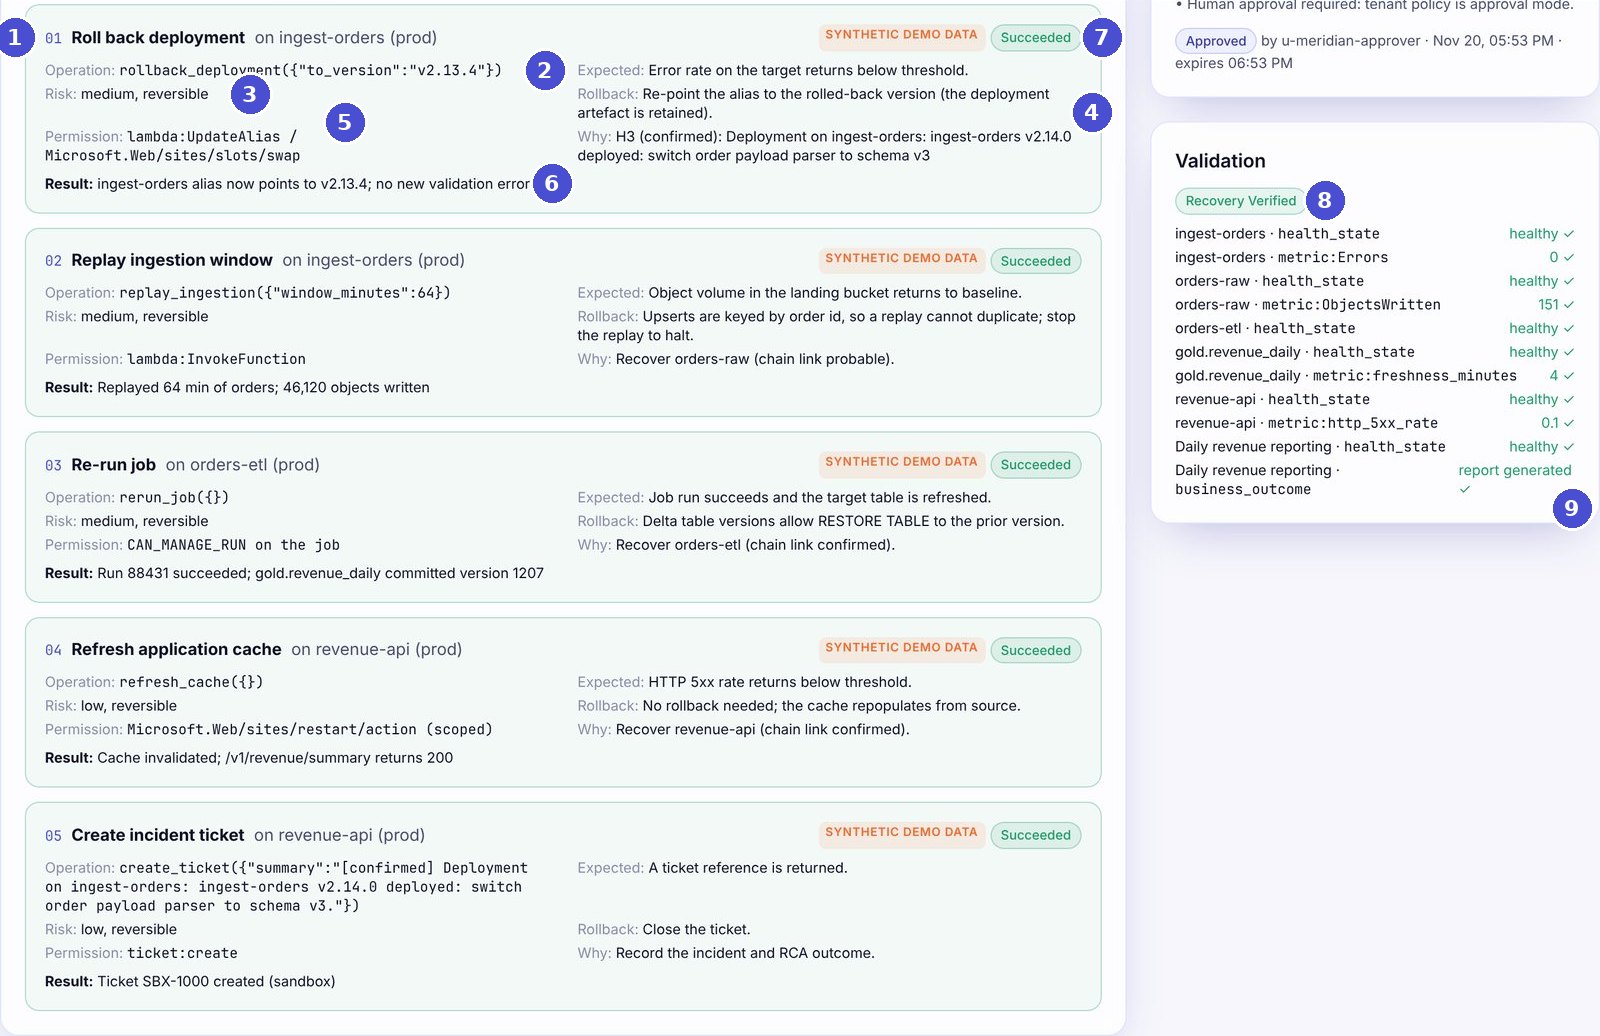 • Human approval required: tenant policy is approval mode.
Approved by u-meridian-approver · Nov 20, 05:53 PM ·
expires 06:53 PM
1
01 Roll back deployment on ingest-orders (prod)
SYNTHETIC DEMO DATA Succeeded 7
Operation: rollback_deployment({"to_version":"v2.13.4"}) 2
Expected: Error rate on the target returns below threshold.
Risk: medium, reversible 3
Rollback: Re-point the alias to the rolled-back version (the deployment
artefact is retained). 4
5
Permission: lambda:UpdateAlias /
Microsoft.Web/sites/slots/swap
Why: H3 (confirmed): Deployment on ingest-orders: ingest-orders v2.14.0
deployed: switch order payload parser to schema v3
Result: ingest-orders alias now points to v2.13.4; no new validation error 6
02 Replay ingestion window on ingest-orders (prod)
SYNTHETIC DEMO DATA Succeeded
Operation: replay_ingestion({"window_minutes":64})
Expected: Object volume in the landing bucket returns to baseline.
Risk: medium, reversible
Rollback: Upserts are keyed by order id, so a replay cannot duplicate; stop
the replay to halt.
Permission: lambda:InvokeFunction
Why: Recover orders-raw (chain link probable).
Result: Replayed 64 min of orders; 46,120 objects written
03 Re-run job on orders-etl (prod)
SYNTHETIC DEMO DATA Succeeded
Operation: rerun_job({})
Expected: Job run succeeds and the target table is refreshed.
Risk: medium, reversible
Rollback: Delta table versions allow RESTORE TABLE to the prior version.
Permission: CAN_MANAGE_RUN on the job
Why: Recover orders-etl (chain link confirmed).
Result: Run 88431 succeeded; gold.revenue_daily committed version 1207
04 Refresh application cache on revenue-api (prod)
SYNTHETIC DEMO DATA Succeeded
Operation: refresh_cache({})
Expected: HTTP 5xx rate returns below threshold.
Risk: low, reversible
Rollback: No rollback needed; the cache repopulates from source.
Permission: Microsoft.Web/sites/restart/action (scoped)
Why: Recover revenue-api (chain link confirmed).
Result: Cache invalidated; /v1/revenue/summary returns 200
05 Create incident ticket on revenue-api (prod)
SYNTHETIC DEMO DATA Succeeded
Operation: create_ticket({"summary":"[confirmed] Deployment
on ingest-orders: ingest-orders v2.14.0 deployed: switch
order payload parser to schema v3."})
Expected: A ticket reference is returned.
Risk: low, reversible
Rollback: Close the ticket.
Permission: ticket:create
Why: Record the incident and RCA outcome.
Result: Ticket SBX-1000 created (sandbox)
Validation
Recovery Verified 8
ingest-orders · health_state healthy ✓
ingest-orders · metric:Errors 0 ✓
orders-raw · health_state healthy ✓
orders-raw · metric:ObjectsWritten 151 ✓
orders-etl · health_state healthy ✓
gold.revenue_daily · health_state healthy ✓
gold.revenue_daily · metric:freshness_minutes 4 ✓
revenue-api · health_state healthy ✓
revenue-api · metric:http_5xx_rate 0.1 ✓
Daily revenue reporting · health_state healthy ✓
Daily revenue reporting ·
business_outcome
report generated
✓
9